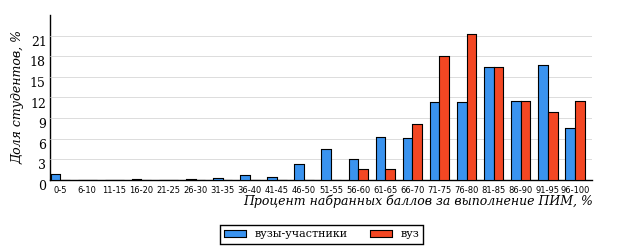 Доля студентов, %
21
18
15
12
9
6
3
0
0-5 6-10 11-15 16-20 21-25 26-30 31-35 36-40 41-45 46-50 51-55 56-60 61-65 66-70 71-75 76-80 81-85 86-90 91-95 96-100
Процент набранных баллов за выполнение ПИМ, %
вузы-участники вуз